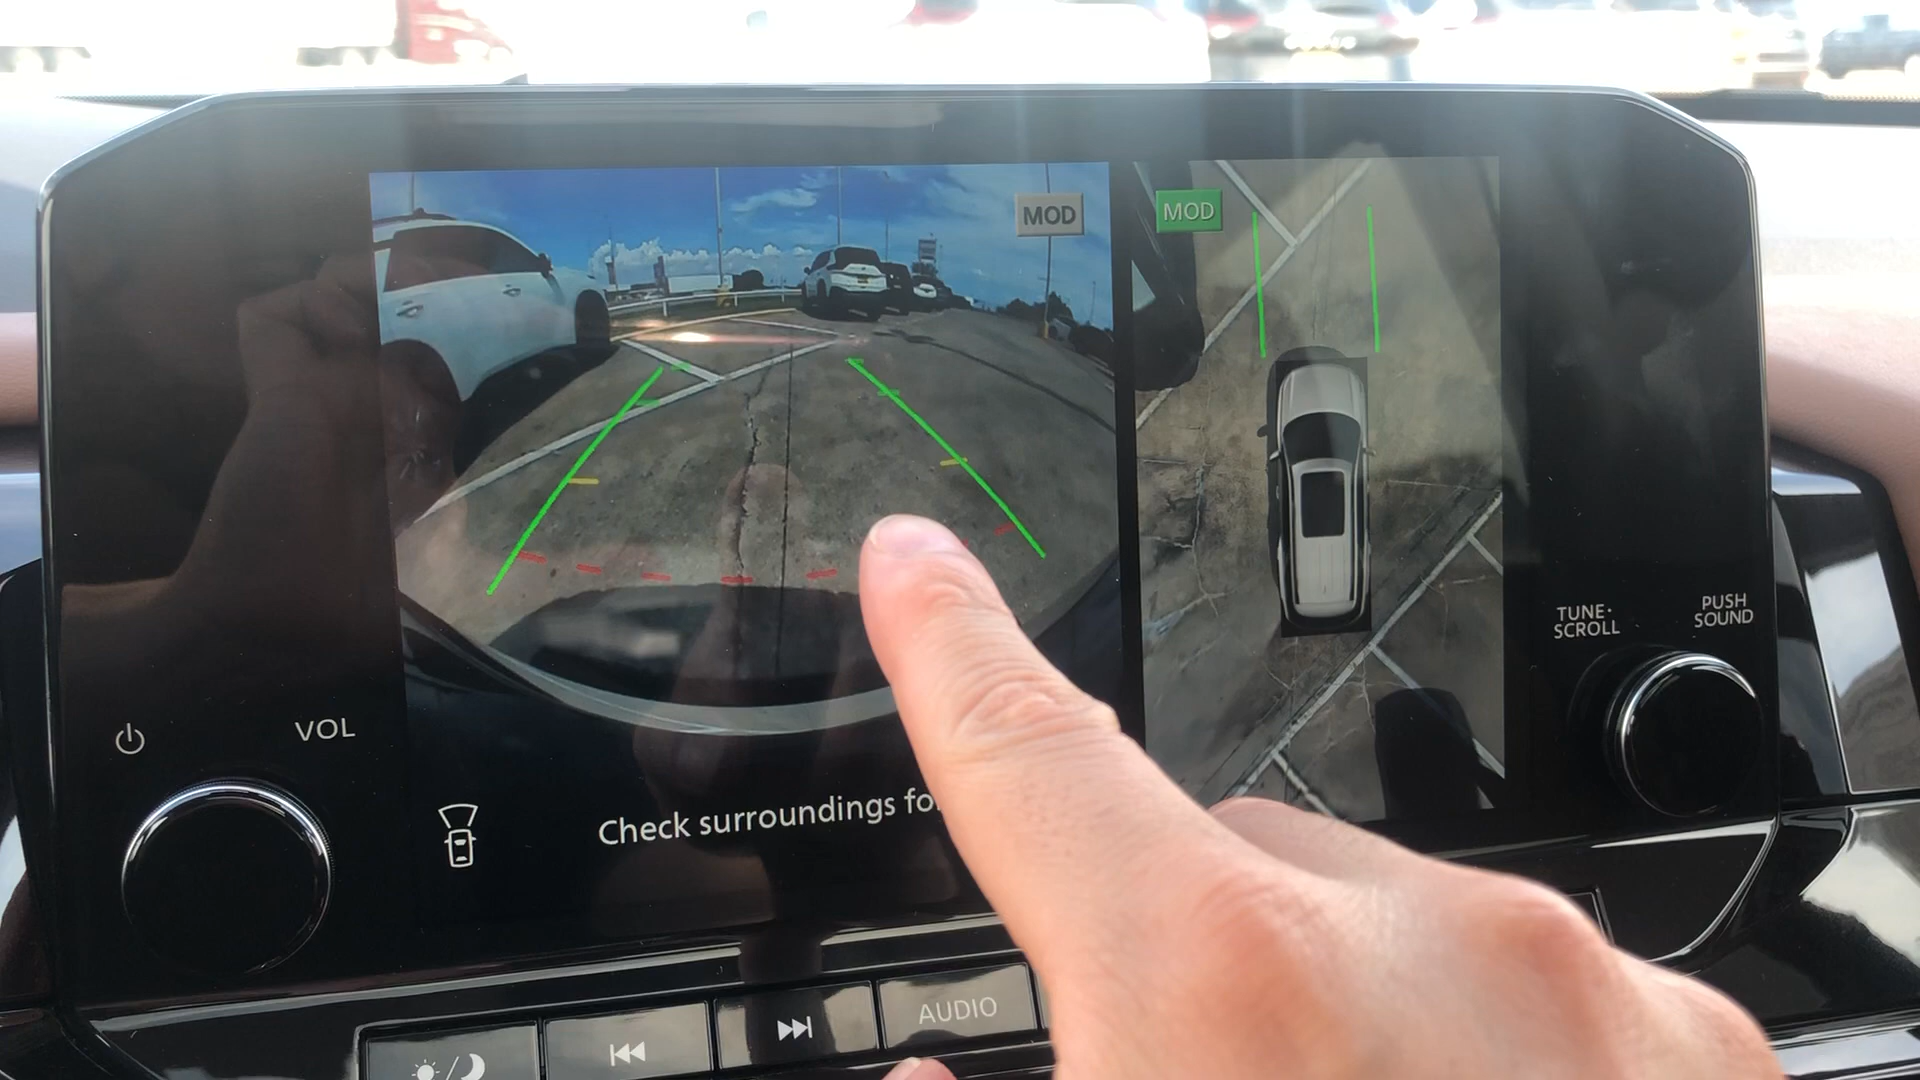 MOD
MOD
TUNE·
SCROLL
PUSH
SOUND
VOL
Check surroundings fo
AUDIO